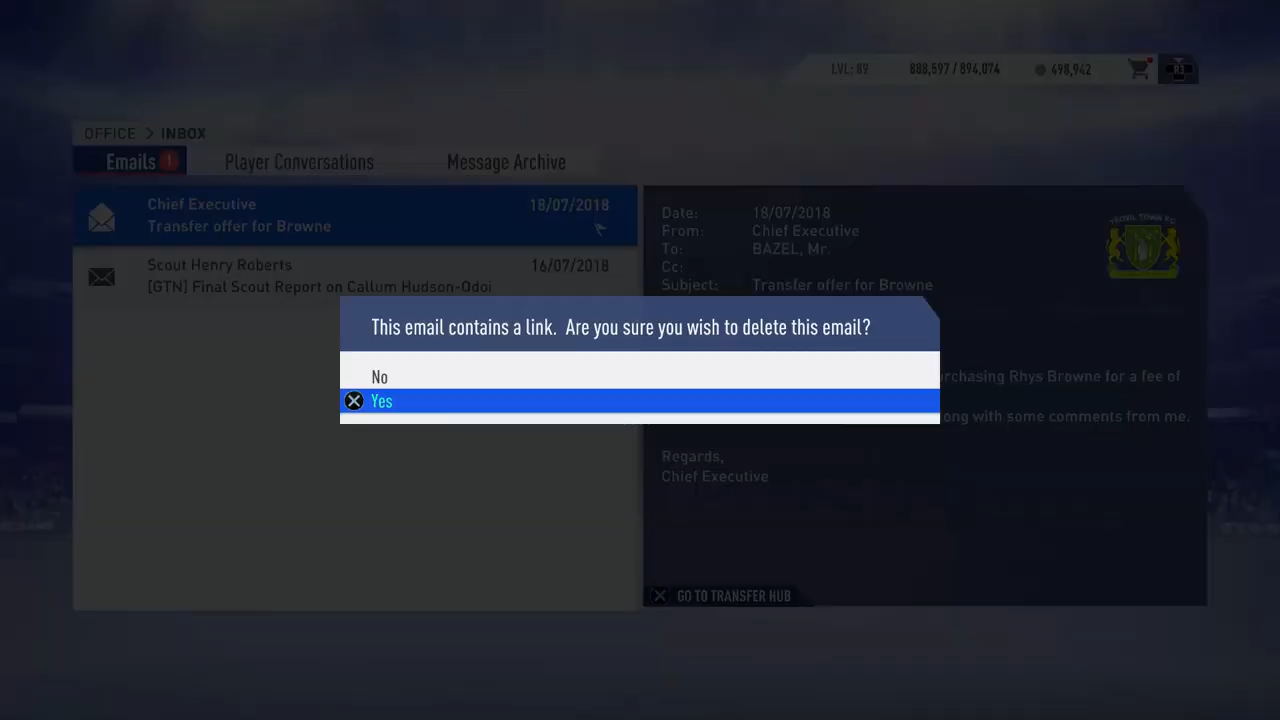 LVL: 89 888,597 / 894,074 498,942 R3
OFFICE > INBOX
Emails 1 Player Conversations Message Archive
Chief Executive 18/07/2018
Transfer offer for Browne
Scout Henry Roberts 16/07/2018
[GTN] Final Scout Report on Callum Hudson-Odoi
Date: 18/07/2018
From: Chief Executive
To: BAZEL, Mr.
Cc:
Subject: Transfer offer for Browne
YEOVIL TOWN F.C.
This email contains a link. Are you sure you wish to delete this email?
No
Yes
rchasing Rhys Browne for a fee of
ong with some comments from me.
Regards,
Chief Executive
GO TO TRANSFER HUB